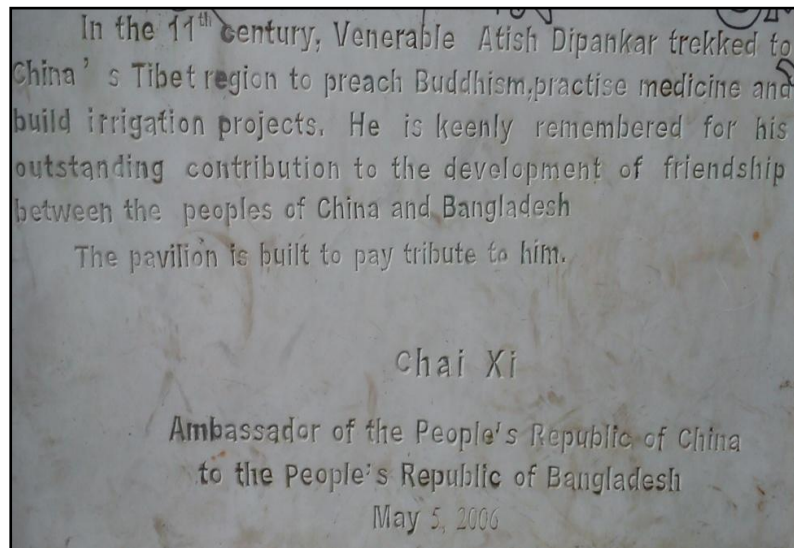 In the 11th century, Venerable Atish Dipankar trekked to
China's Tibet region to preach Buddhism,practise medicine and
build irrigation projects. He is keenly remembered for his
outstanding contribution to the development of friendship
between the peoples of China and Bangladesh
The pavilion is built to pay tribute to him.
Chai Xi
Ambassador of the People's Republic of China
to the People's Republic of Bangladesh
May 5, 2006